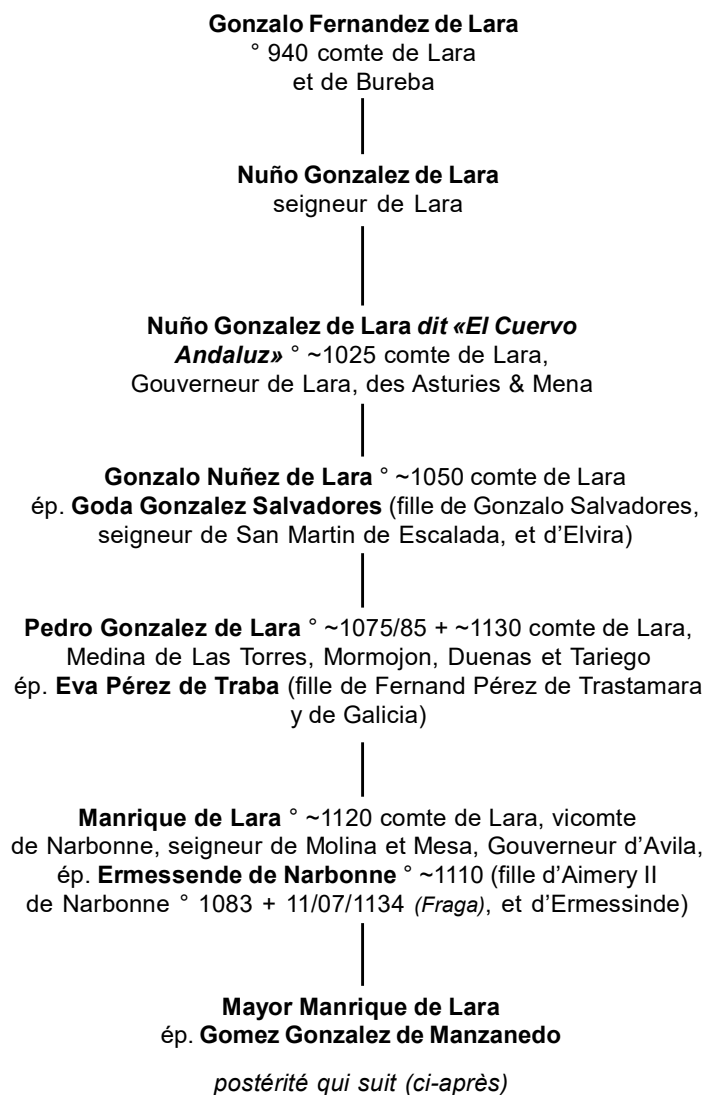 Gonzalo Fernandez de Lara
° 940 comte de Lara
et de Bureba
Nuño Gonzalez de Lara
seigneur de Lara
Nuño Gonzalez de Lara dit «El Cuervo
Andaluz» ° ~1025 comte de Lara,
Gouverneur de Lara, des Asturies & Mena
Gonzalo Nuñez de Lara ° ~1050 comte de Lara
ép. Goda Gonzalez Salvadores (fille de Gonzalo Salvadores,
seigneur de San Martin de Escalada, et d’Elvira)
Pedro Gonzalez de Lara ° ~1075/85 + ~1130 comte de Lara,
Medina de Las Torres, Mormojon, Duenas et Tariego
ép. Eva Pérez de Traba (fille de Fernand Pérez de Trastamara
y de Galicia)
Manrique de Lara ° ~1120 comte de Lara, vicomte
de Narbonne, seigneur de Molina et Mesa, Gouverneur d’Avila,
ép. Ermessende de Narbonne ° ~1110 (fille d’Aimery II
de Narbonne ° 1083 + 11/07/1134 (Fraga), et d’Ermessinde)
Mayor Manrique de Lara
ép. Gomez Gonzalez de Manzanedo
postérité qui suit (ci-après)